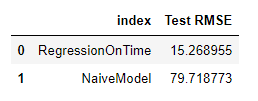 index Test RMSE
0 RegressionOnTime 15.268955
1 NaiveModel 79.718773